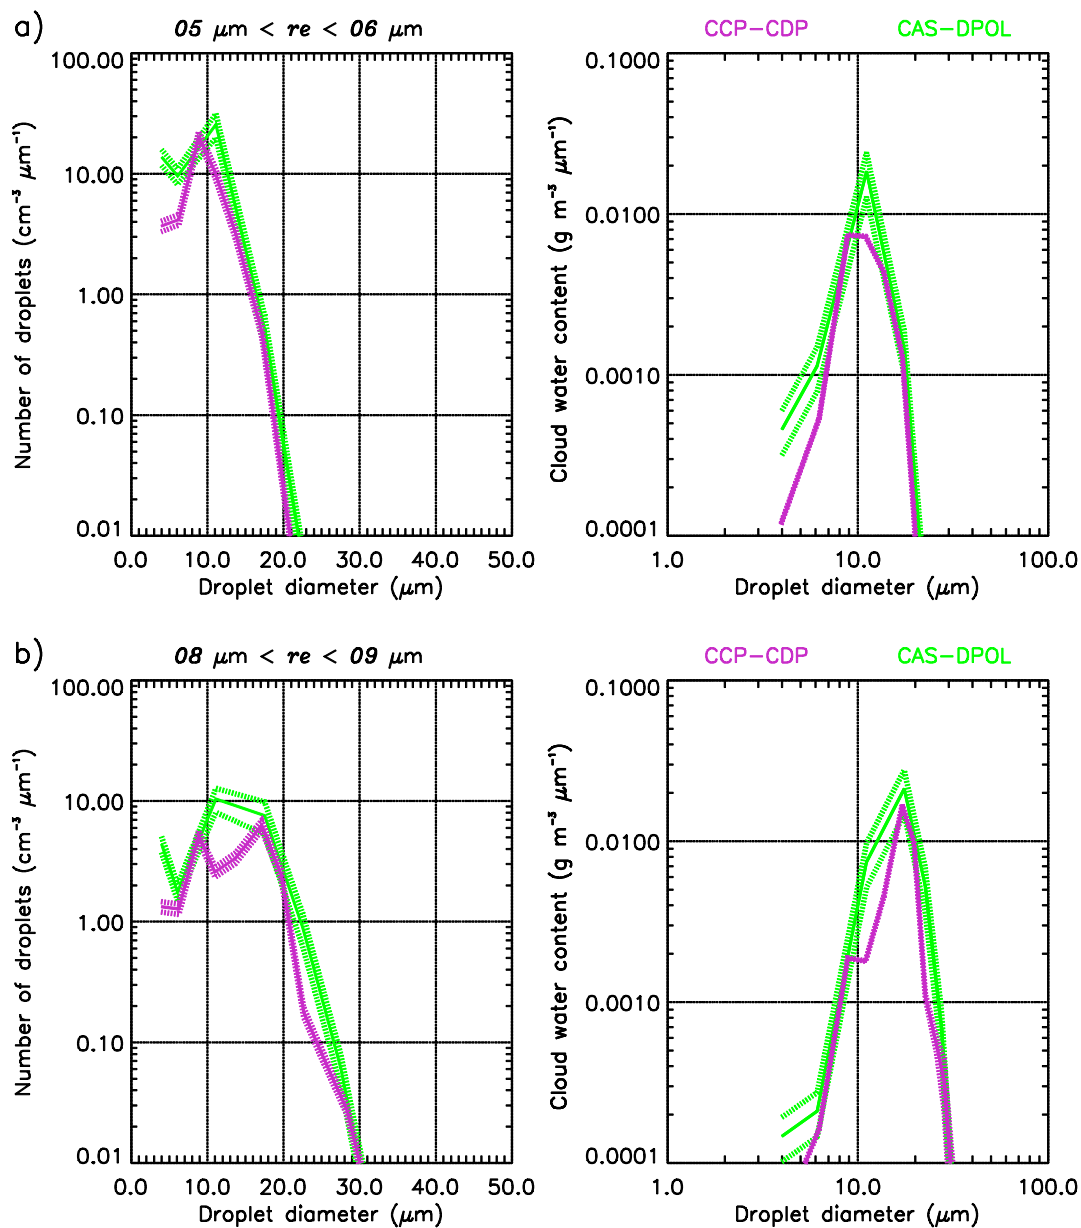 a) 05 μm < re < 06 μm CCP-CDP CAS-DPOL
Number of droplets (cm⁻³ μm⁻¹)
100.00
10.00
1.00
0.10
0.01
0.0 10.0 20.0 30.0 40.0 50.0
Droplet diameter (μm)
Cloud water content (g m⁻³ μm⁻¹)
0.1000
0.0100
0.0010
0.0001
1.0 10.0 100.0
Droplet diameter (μm)
b) 08 μm < re < 09 μm CCP-CDP CAS-DPOL
Number of droplets (cm⁻³ μm⁻¹)
100.00
10.00
1.00
0.10
0.01
0.0 10.0 20.0 30.0 40.0 50.0
Droplet diameter (μm)
Cloud water content (g m⁻³ μm⁻¹)
0.1000
0.0100
0.0010
0.0001
1.0 10.0 100.0
Droplet diameter (μm)